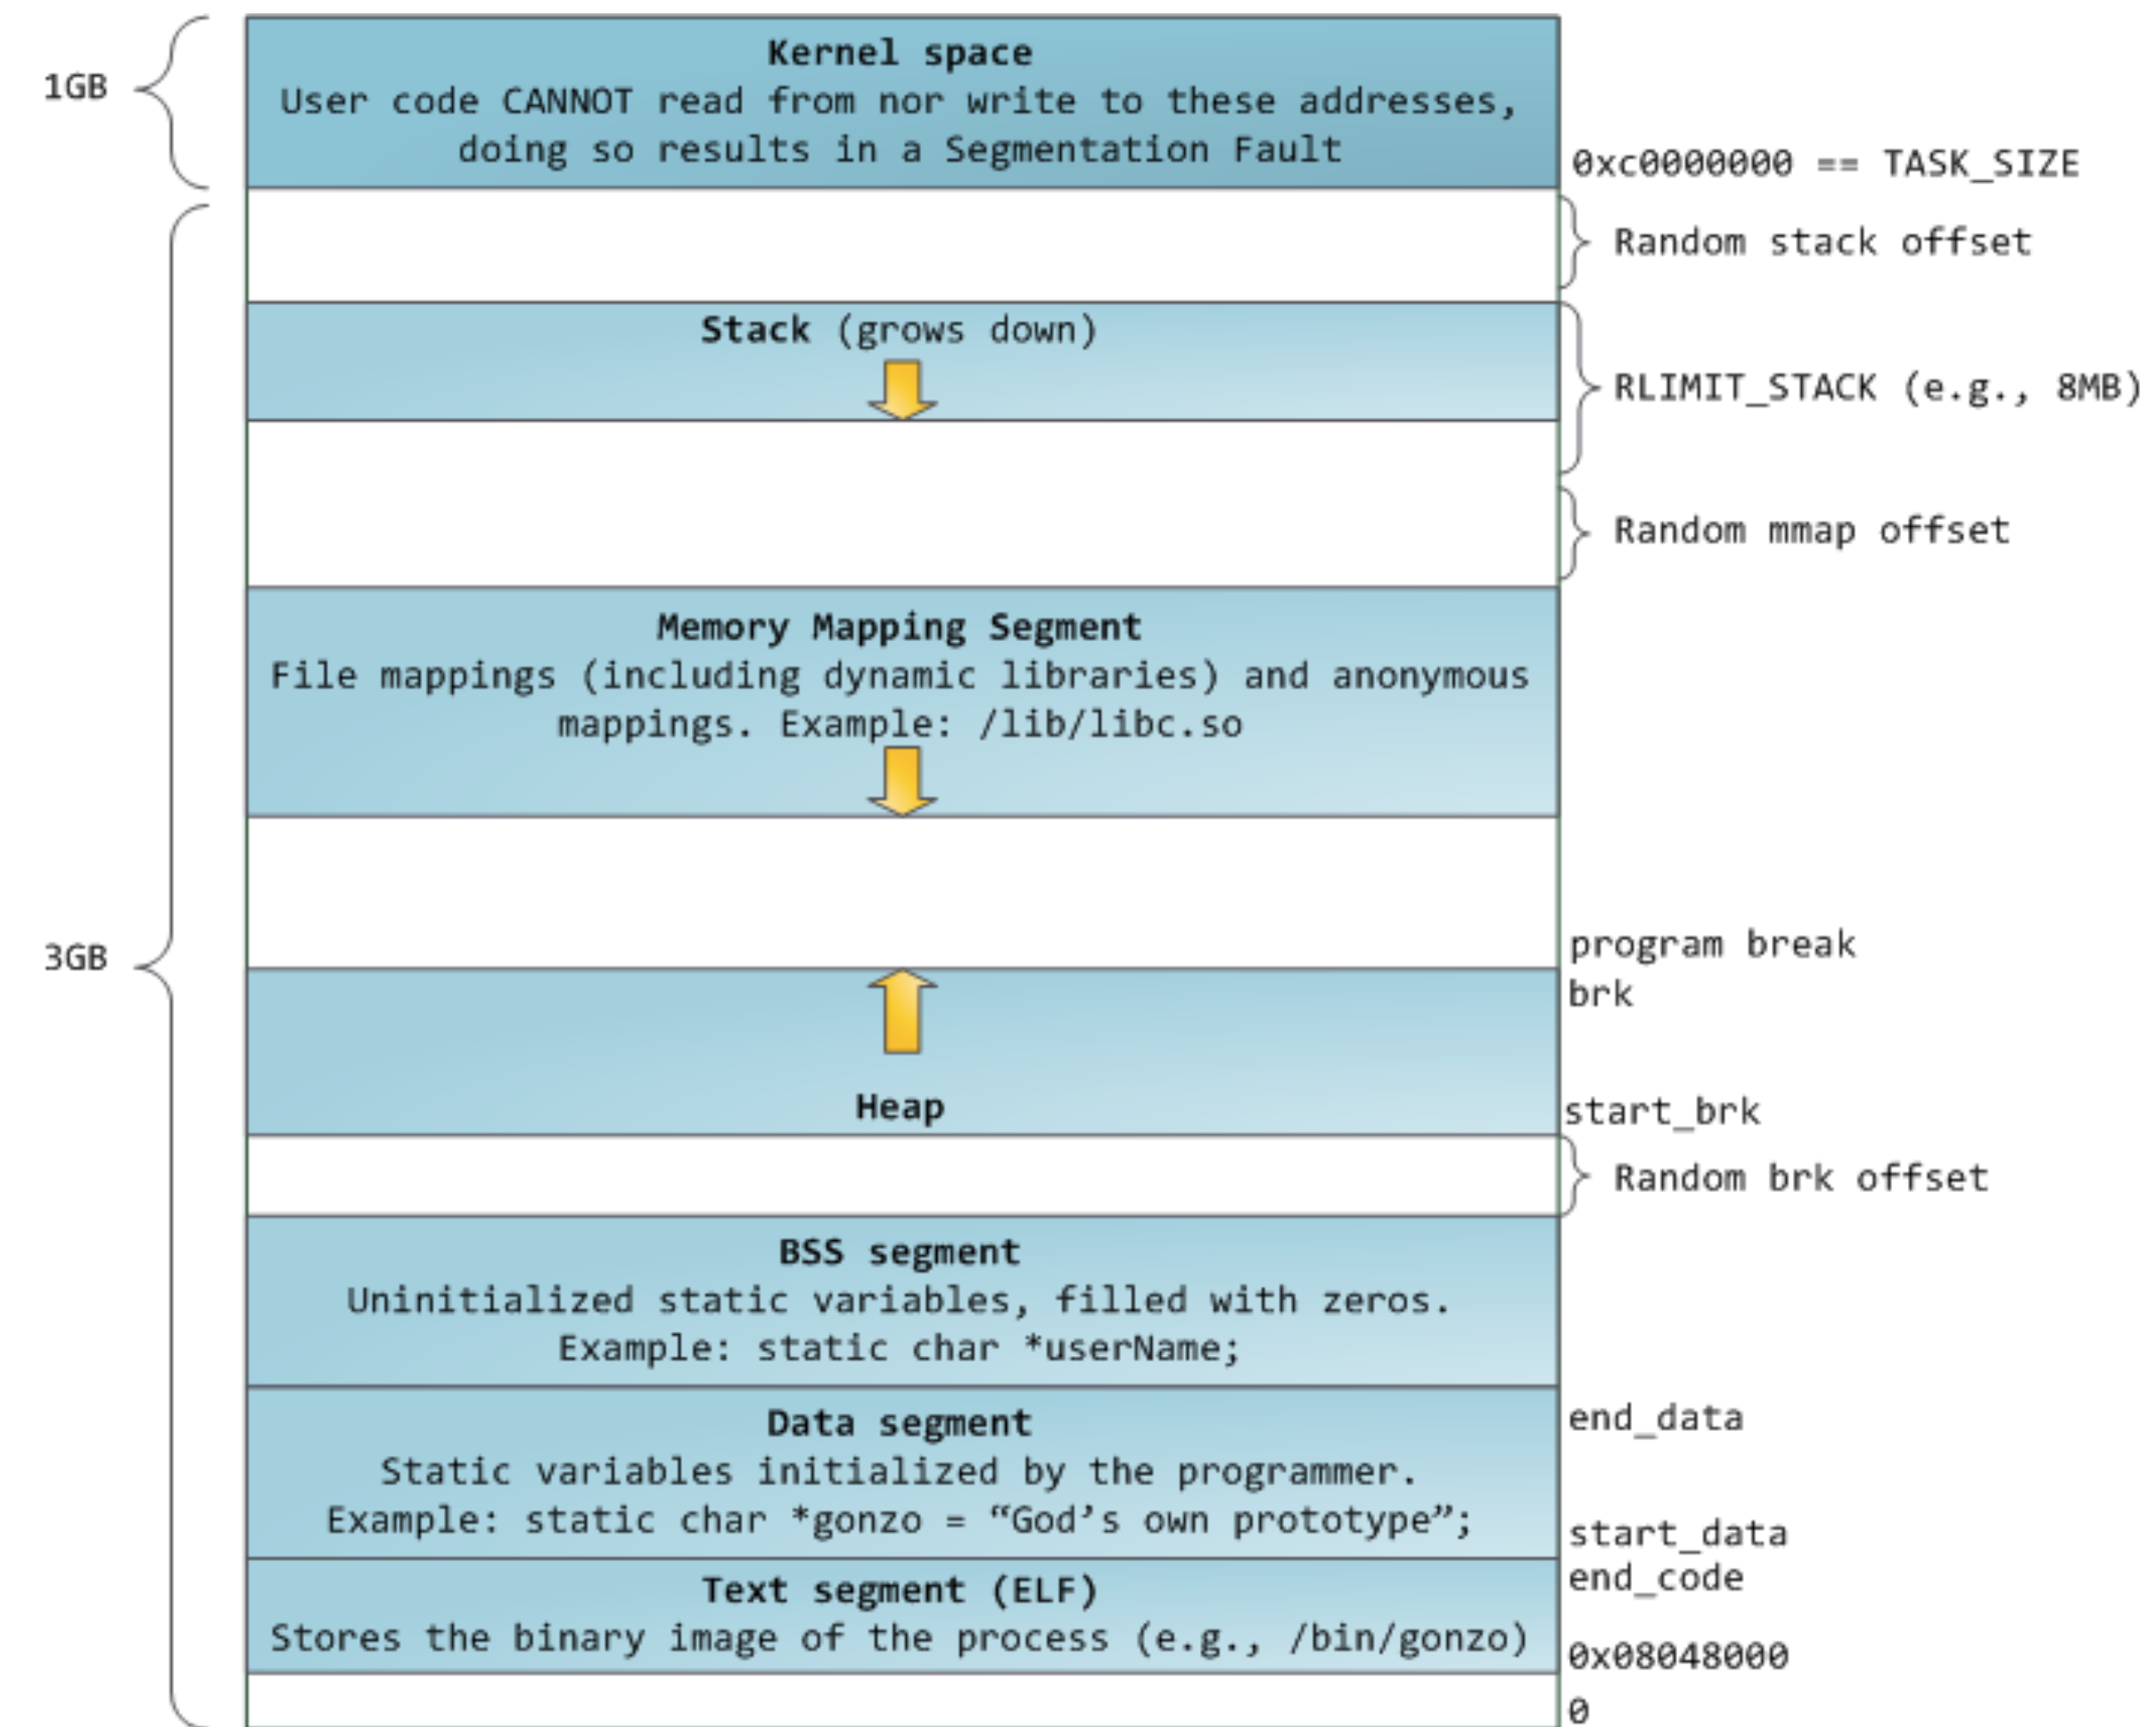 1GB
Kernel space
User code CANNOT read from nor write to these addresses,
doing so results in a Segmentation Fault
0xc0000000 == TASK_SIZE
Random stack offset
Stack (grows down)
RLIMIT_STACK (e.g., 8MB)
Random mmap offset
Memory Mapping Segment
File mappings (including dynamic libraries) and anonymous
mappings. Example: /lib/libc.so
3GB
program break
brk
Heap
start_brk
Random brk offset
BSS segment
Uninitialized static variables, filled with zeros.
Example: static char *userName;
Data segment
Static variables initialized by the programmer.
Example: static char *gonzo = “God’s own prototype”;
end_data
start_data
Text segment (ELF)
Stores the binary image of the process (e.g., /bin/gonzo)
end_code
0x08048000
0